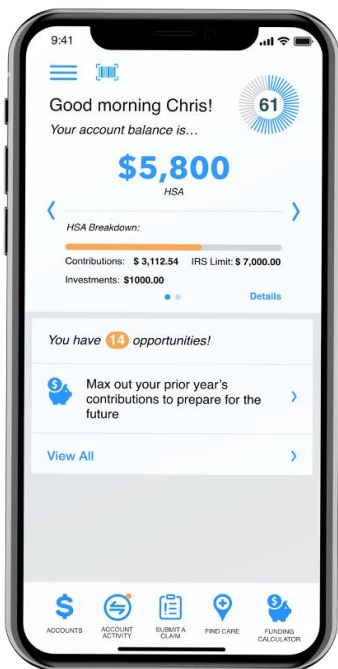 9:41
Good morning Chris!
61
Your account balance is...
$5,800
HSA
HSA Breakdown:
Contributions: $ 3,112.54 IRS Limit: $ 7,000.00
Investments: $1000.00
Details
You have 14 opportunities!
Max out your prior year's
contributions to prepare for the
future
View All
ACCOUNTS
ACCOUNT
ACTIVITY
SUBMIT A
CLAIM
FIND CARE
FUNDING
CALCULATOR